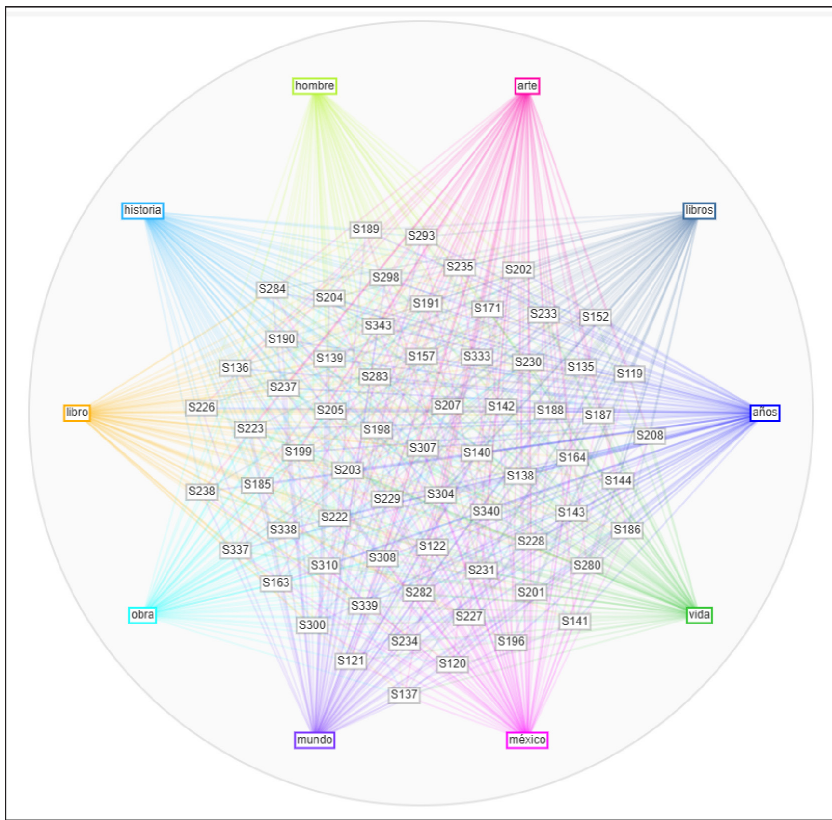 hombre
arte
historia
libros
S189
S293
S298
S235
S202
S284
S204
S191
S171
S233
S152
S343
S190
S139
S157
S333
S230
S135
S136
S119
S283
S237
S226
S205
S207
S142
S188
S187
libro
años
S223
S198
S208
S199
S307
S140
S164
S203
S138
S144
S238
S185
S229
S304
S340
S143
S222
S338
S186
S337
S310
S308
S122
S228
S280
S163
S231
S282
S201
S339
S227
obra
vida
S300
S141
S234
S196
S121
S120
S137
mundo
méxico